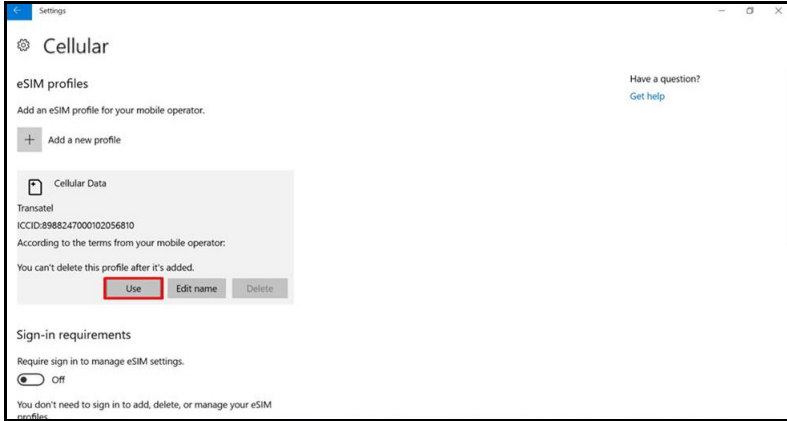 Settings
Cellular
eSIM profiles
Have a question?
Add an eSIM profile for your mobile operator.
Get help
Add a new profile
Cellular Data
Transatel
ICCID:8988247000102056810
According to the terms from your mobile operator:
You can't delete this profile after it's added.
Use Edit name Delete
Sign-in requirements
Require sign in to manage eSIM settings.
Off
You don't need to sign in to add, delete, or manage your eSIM
profiles.